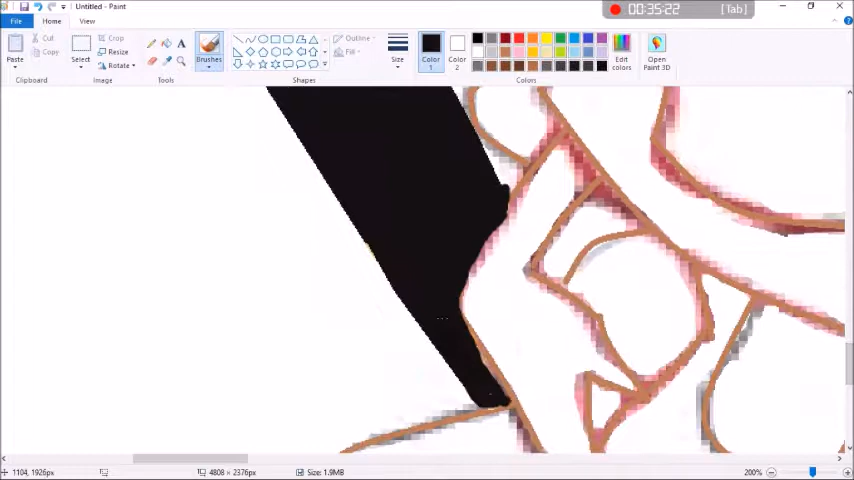 Untitled - Paint
00:35:22 [Tab]
File Home View
Paste
Cut
Copy
Clipboard
Select
Crop
Resize
Rotate
Image
A
Tools
Brushes
Outline
Fill
Shapes
Size
Color 1
Color 2
Colors
Edit colors
Open Paint 3D
1104, 1926px
4808 × 2376px
Size: 1.9MB
200%